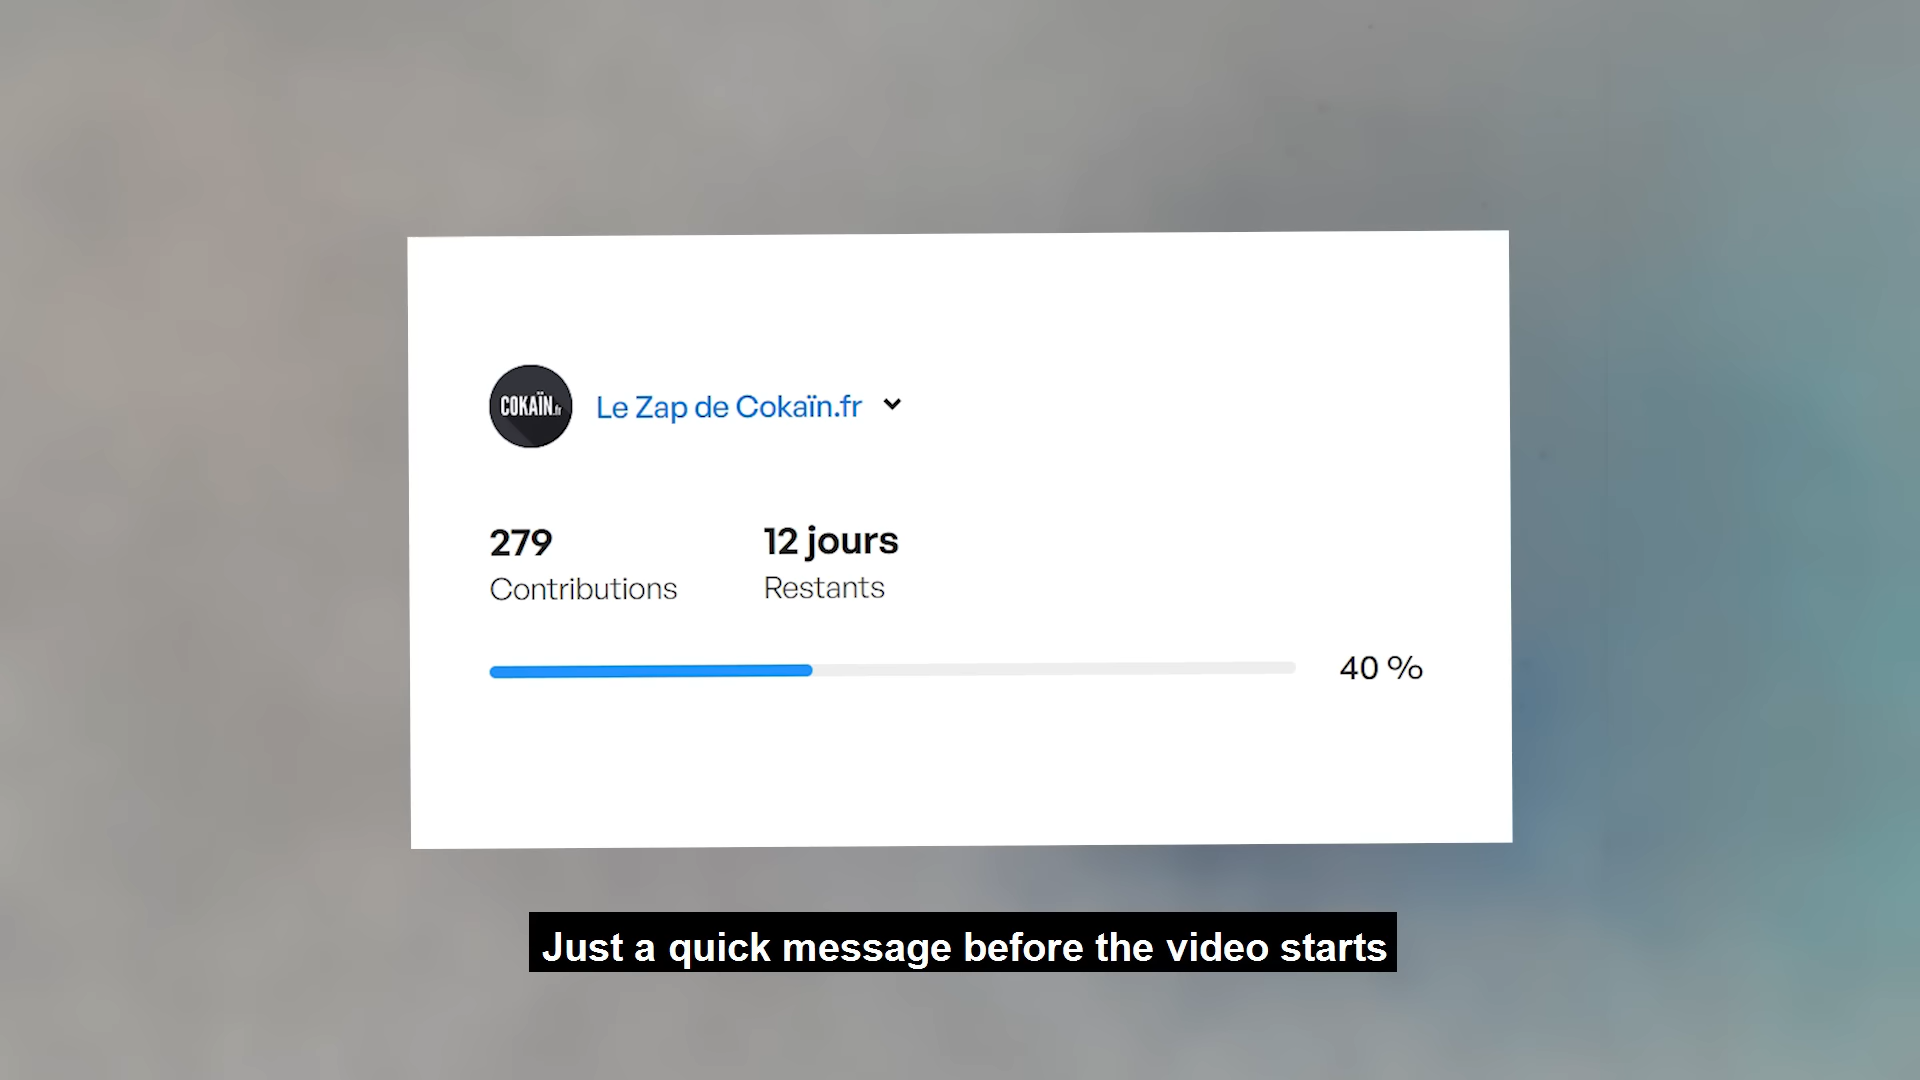 COKAÏN.fr
Le Zap de Cokaïn.fr
279
Contributions
12 jours
Restants
40 %
Just a quick message before the video starts